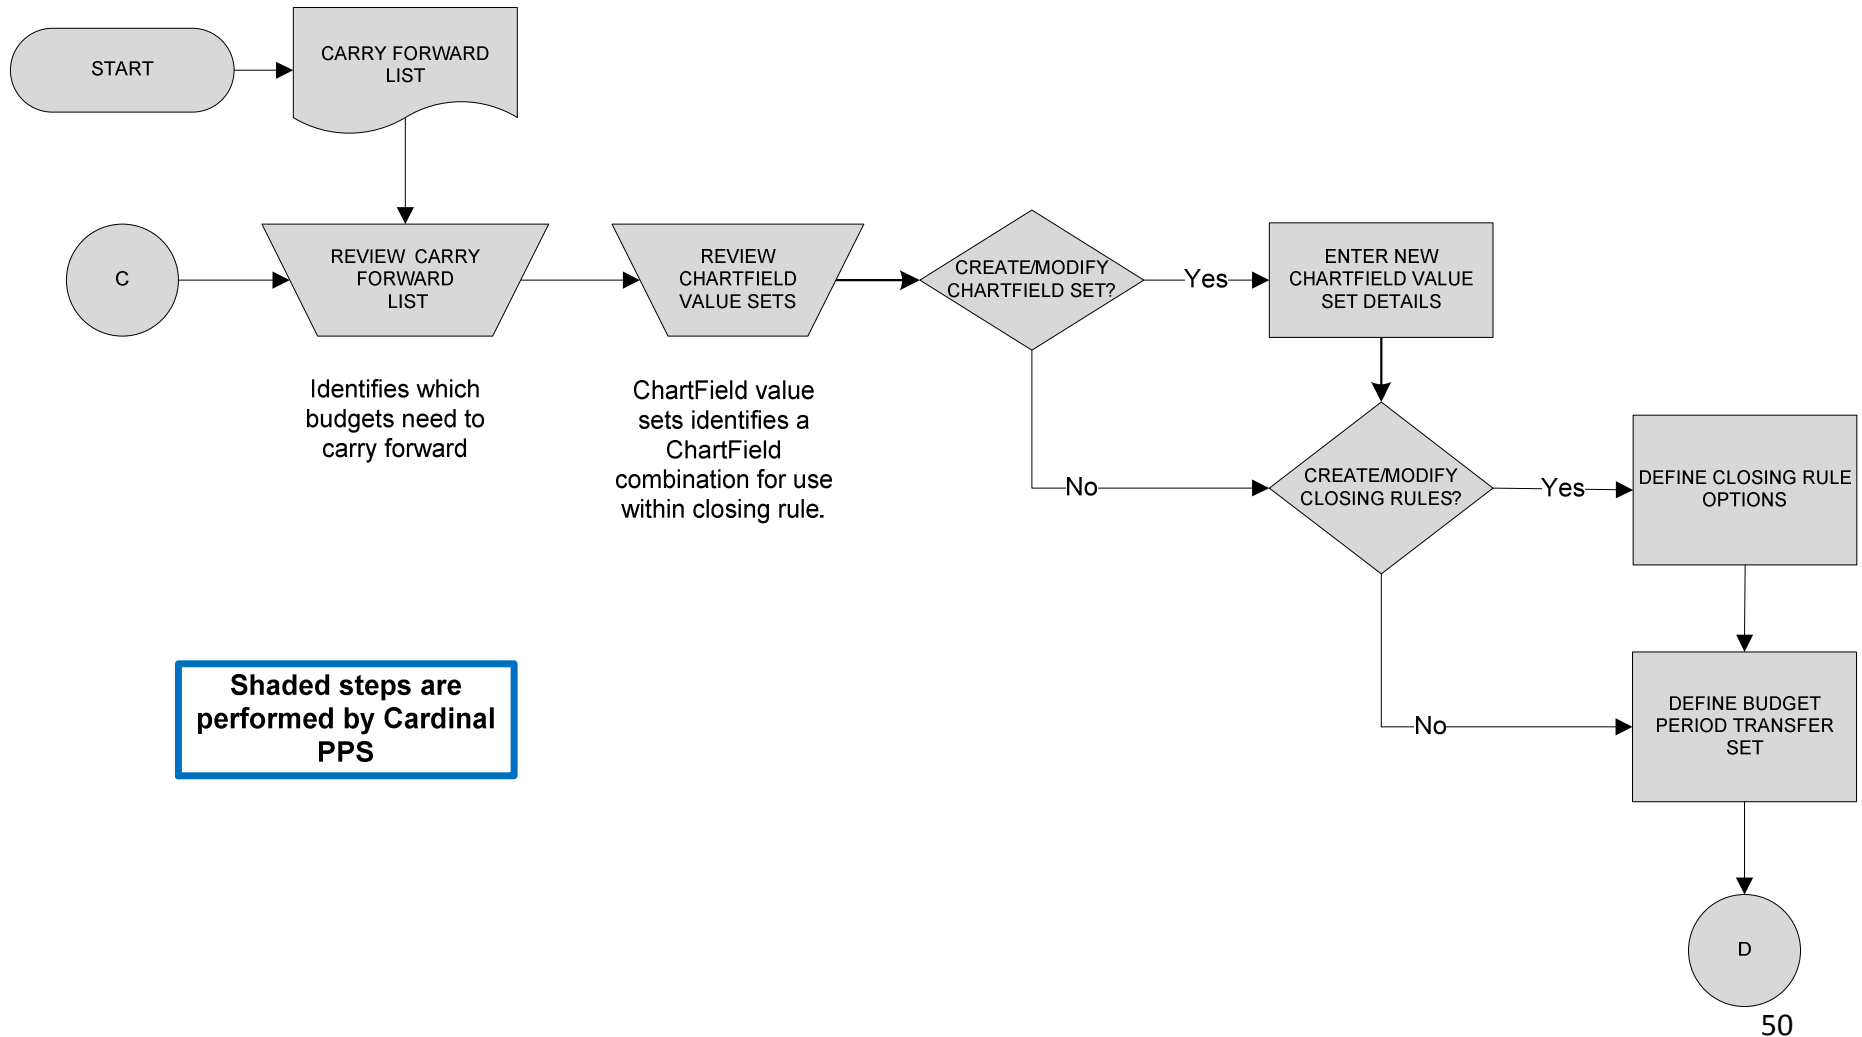 START
CARRY FORWARD
LIST
C
REVIEW CARRY
FORWARD
LIST
REVIEW
CHARTFIELD
VALUE SETS
CREATE/MODIFY
CHARTFIELD SET?
Yes
ENTER NEW
CHARTFIELD VALUE
SET DETAILS
Identifies which
budgets need to
carry forward
ChartField value
sets identifies a
ChartField
combination for use
within closing rule.
No
CREATE/MODIFY
CLOSING RULES?
Yes
DEFINE CLOSING RULE
OPTIONS
Shaded steps are
performed by Cardinal
PPS
No
DEFINE BUDGET
PERIOD TRANSFER
SET
D
50